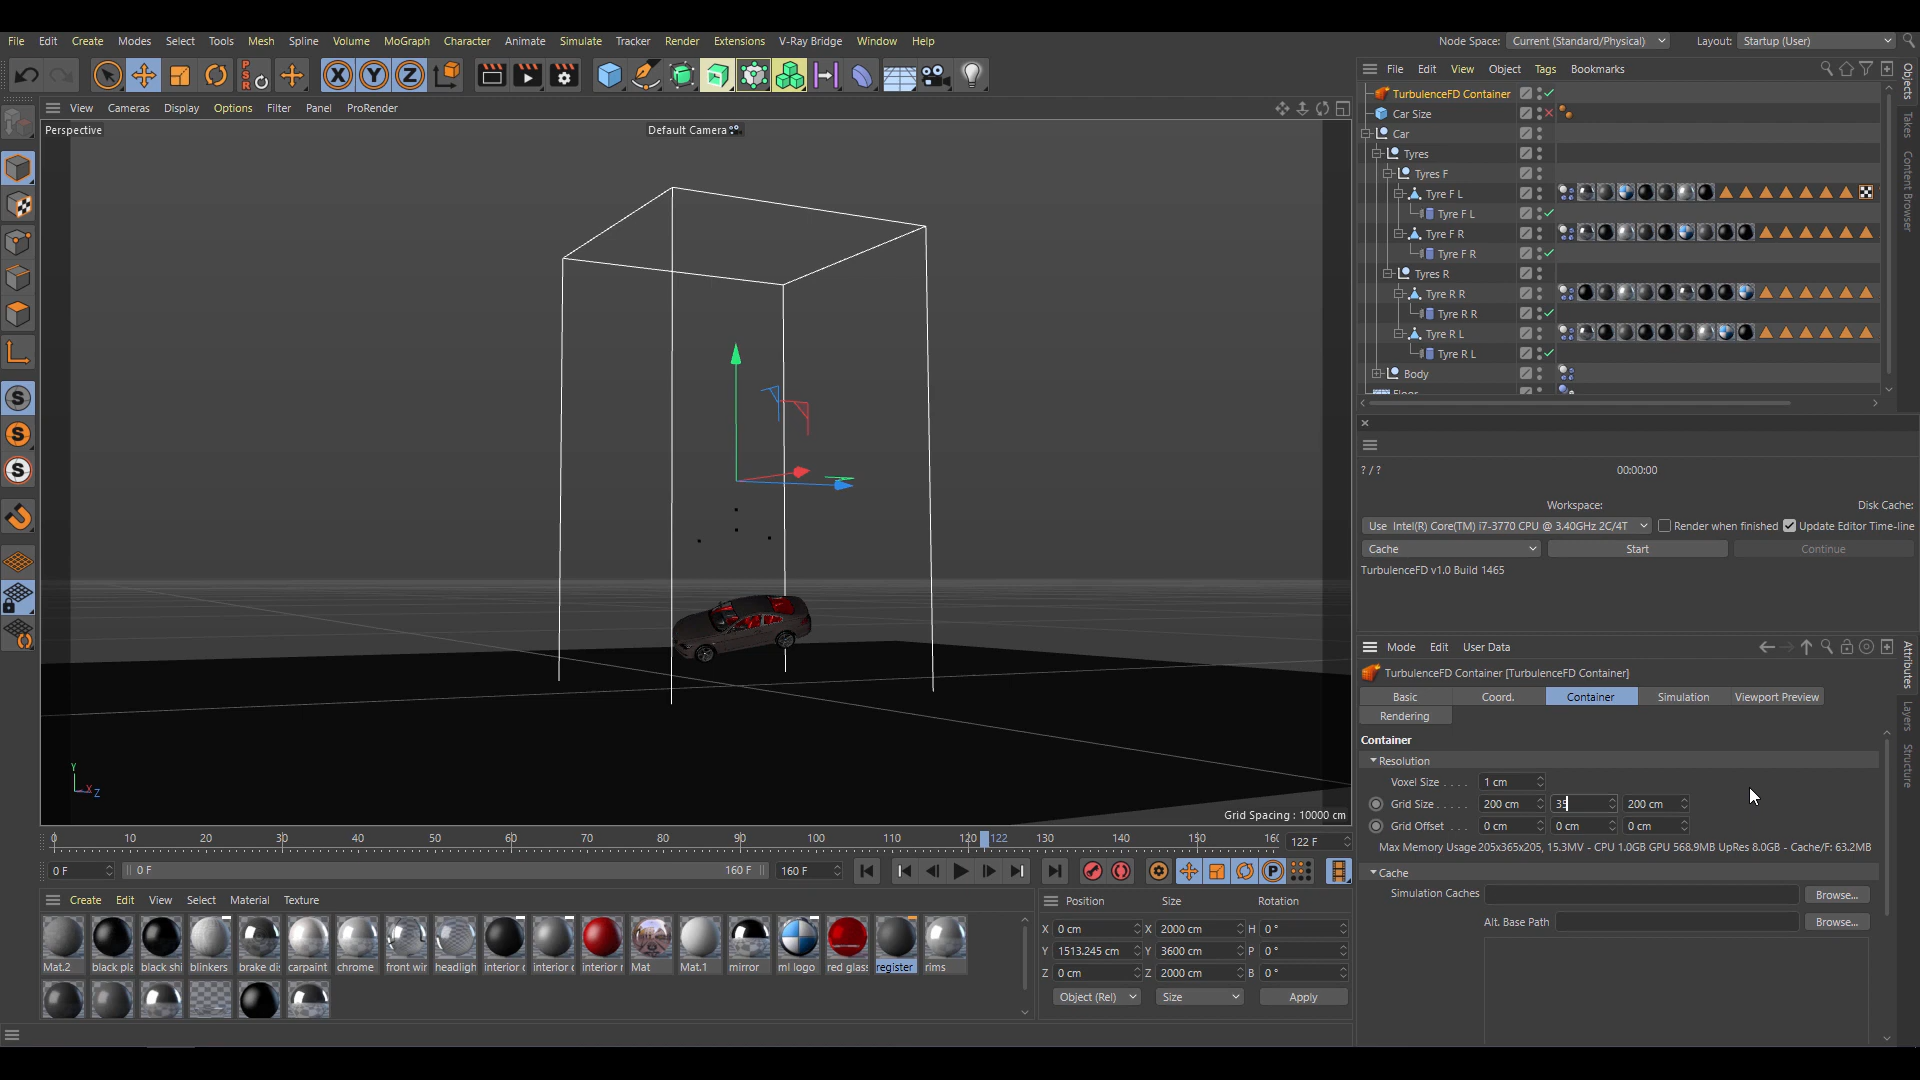 File Edit Create Modes Select Tools Mesh Spline Volume MoGraph Character Animate Simulate Tracker Render Extensions V-Ray Bridge Window Help Node Space: Current (Standard/Physical) Layout: Startup (User)
File Edit View Object Tags Bookmarks
View Cameras Display Options Filter Panel ProRender
Perspective
Default Camera
TurbulenceFD Container
Car Size
Car
Tyres
Tyres F
Tyre F L
Tyre F L
Tyre F R
Tyre F R
Tyres R
Tyre R R
Tyre R R
Tyre R L
Tyre R L
Body
Floor
Objects
Takes
Content Browser
? / ? 00:00:00
Workspace: Disk Cache:
Use Intel(R) Core(TM) i7-3770 CPU @ 3.40GHz 2C/4T Render when finished Update Editor Time-line
Cache Start Continue
TurbulenceFD v1.0 Build 1465
Mode Edit User Data
TurbulenceFD Container [TurbulenceFD Container]
Basic Coord. Container Simulation Viewport Preview
Rendering
Container
Resolution
Voxel Size . . . . 1 cm
Grid Size . . . . . 200 cm 35 200 cm
Grid Offset . . . 0 cm 0 cm 0 cm
Max Memory Usage 205x365x205, 15.3MV - CPU 1.0GB GPU 568.9MB UpRes 8.0GB - Cache/F: 63.2MB
Cache
Simulation Caches Browse...
Alt. Base Path Browse...
Attributes
Layers
Structure
Y
X
Z
Grid Spacing : 10000 cm
0 10 20 30 40 50 60 70 80 90 100 110 120 122 130 140 150 16 122 F
0 F 0 F 160 F 160 F
Create Edit View Select Material Texture
Mat.2 black pla black shi blinkers brake di carpaint chrome front wir headligh interior interior interior r Mat Mat.1 mirror ml logo red glas register rims
Position Size Rotation
X 0 cm X 2000 cm H 0 °
Y 1513.245 cm Y 3600 cm P 0 °
Z 0 cm Z 2000 cm B 0 °
Object (Rel) Size Apply